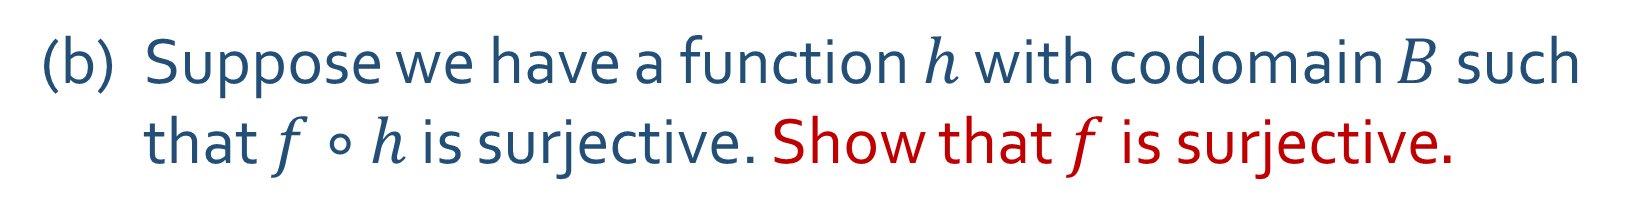 (b) Suppose we have a function h with codomain B such
that f ∘ h is surjective. Show that f is surjective.